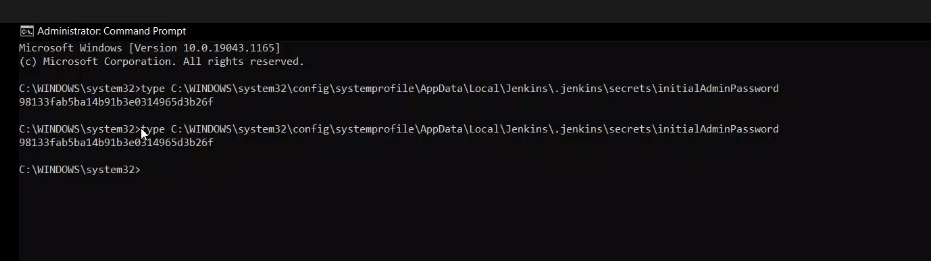 Administrator: Command Prompt
Microsoft Windows [Version 10.0.19043.1165]
(c) Microsoft Corporation. All rights reserved.
C:\WINDOWS\system32>type C:\WINDOWS\system32\config\systemprofile\AppData\Local\Jenkins\.jenkins\secrets\initialAdminPassword
98133fab5ba14b91b3e0314965d3b26f
C:\WINDOWS\system32>type C:\WINDOWS\system32\config\systemprofile\AppData\Local\Jenkins\.jenkins\secrets\initialAdminPassword
98133fab5ba14b91b3e0314965d3b26f
C:\WINDOWS\system32>